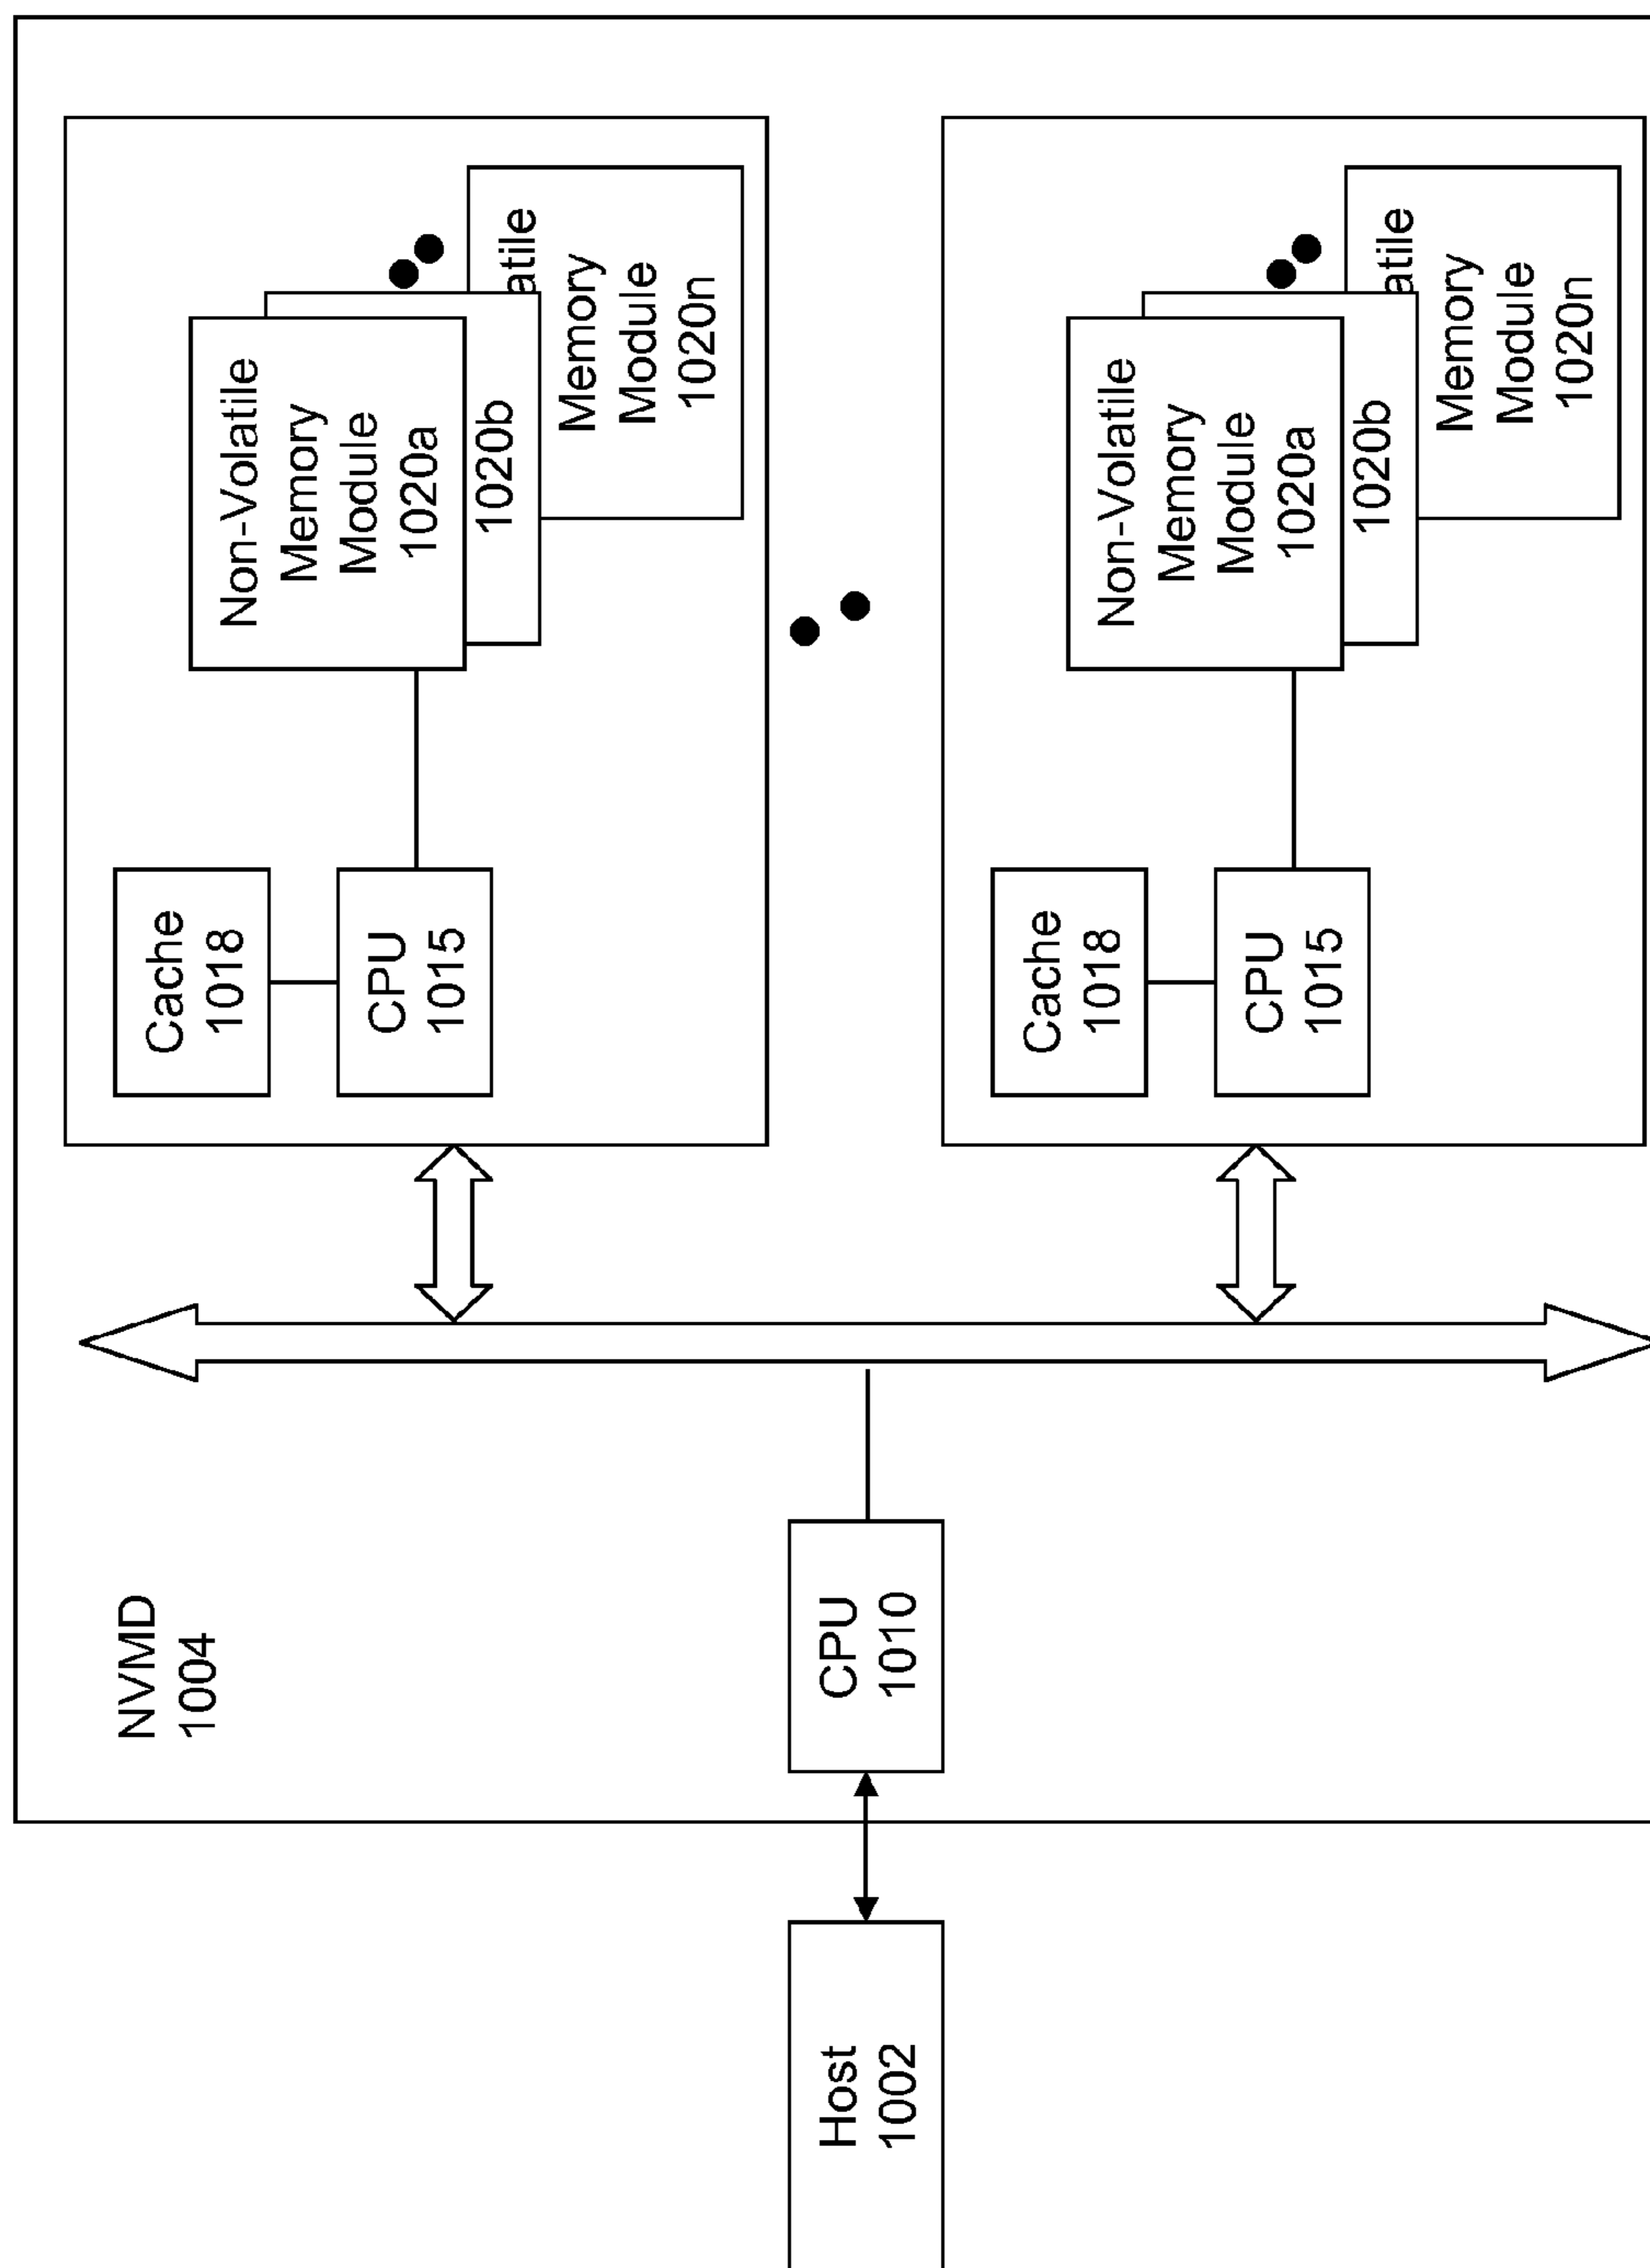 NVMD
1004
Host
1002
CPU
1010
Cache
1018
CPU
1015
Non-Volatile
Memory
Module
1020a
1020b
atile
Memory
Module
1020n
Cache
1018
CPU
1015
Non-Volatile
Memory
Module
1020a
1020b
atile
Memory
Module
1020n